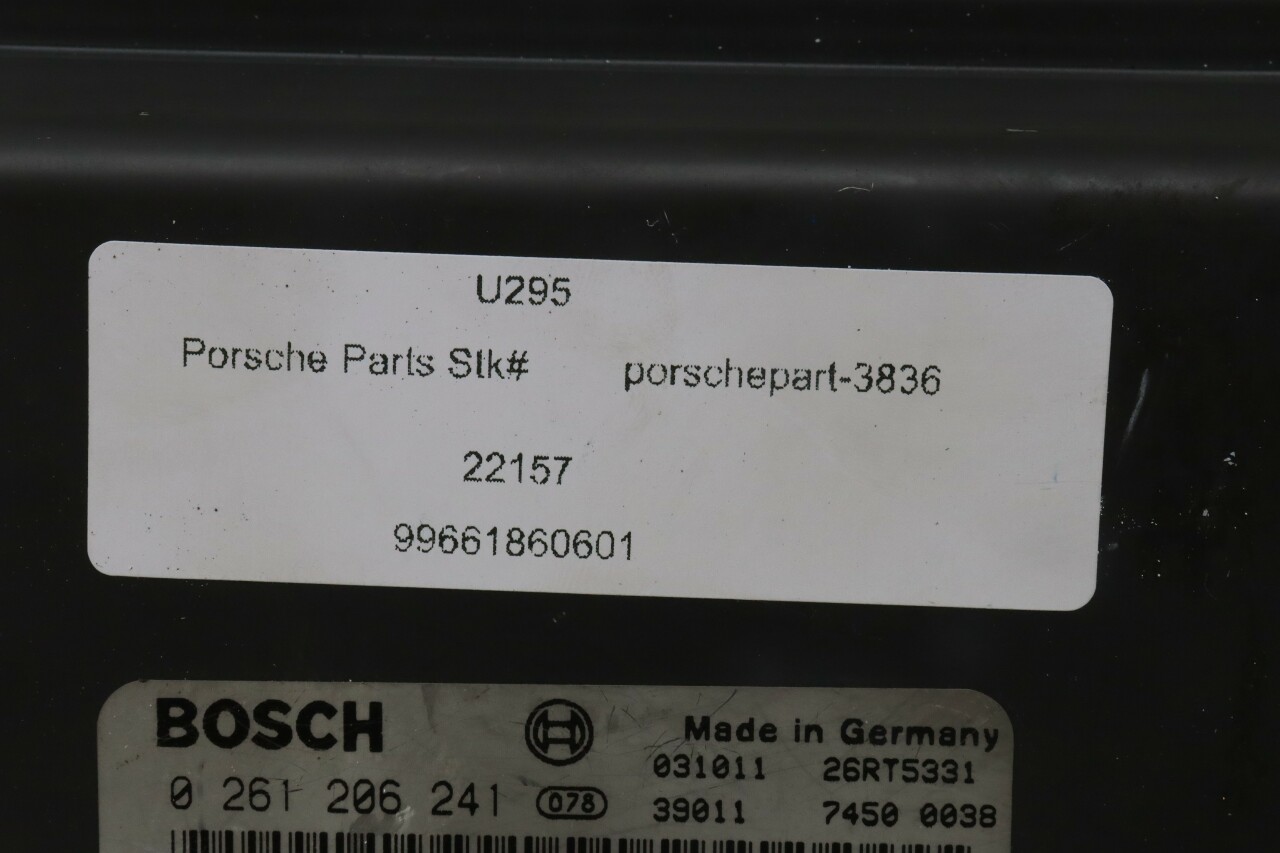 U295
Porsche Parts Stk# porschepart-3836
22157
99661860601
BOSCH Made in Germany
031011 26RT5331
0 261 206 241 078 39011 7450 0038